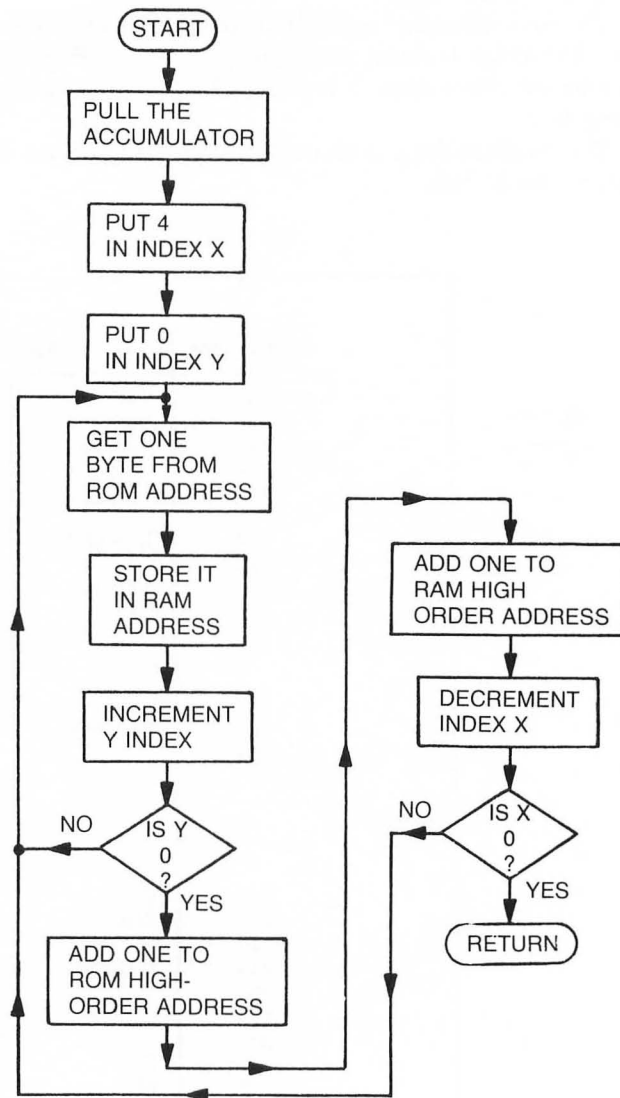 START
PULL THE
ACCUMULATOR
PUT 4
IN INDEX X
PUT 0
IN INDEX Y
GET ONE
BYTE FROM
ROM ADDRESS
STORE IT
IN RAM
ADDRESS
INCREMENT
Y INDEX
IS Y
0
?
NO
YES
ADD ONE TO
ROM HIGH-
ORDER ADDRESS
ADD ONE TO
RAM HIGH
ORDER ADDRESS
DECREMENT
INDEX X
IS X
0
?
NO
YES
RETURN